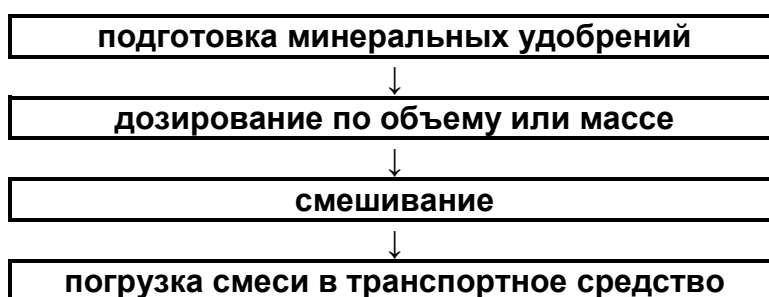 подготовка минеральных удобрений
↓
дозирование по объему или массе
↓
смешивание
↓
погрузка смеси в транспортное средство